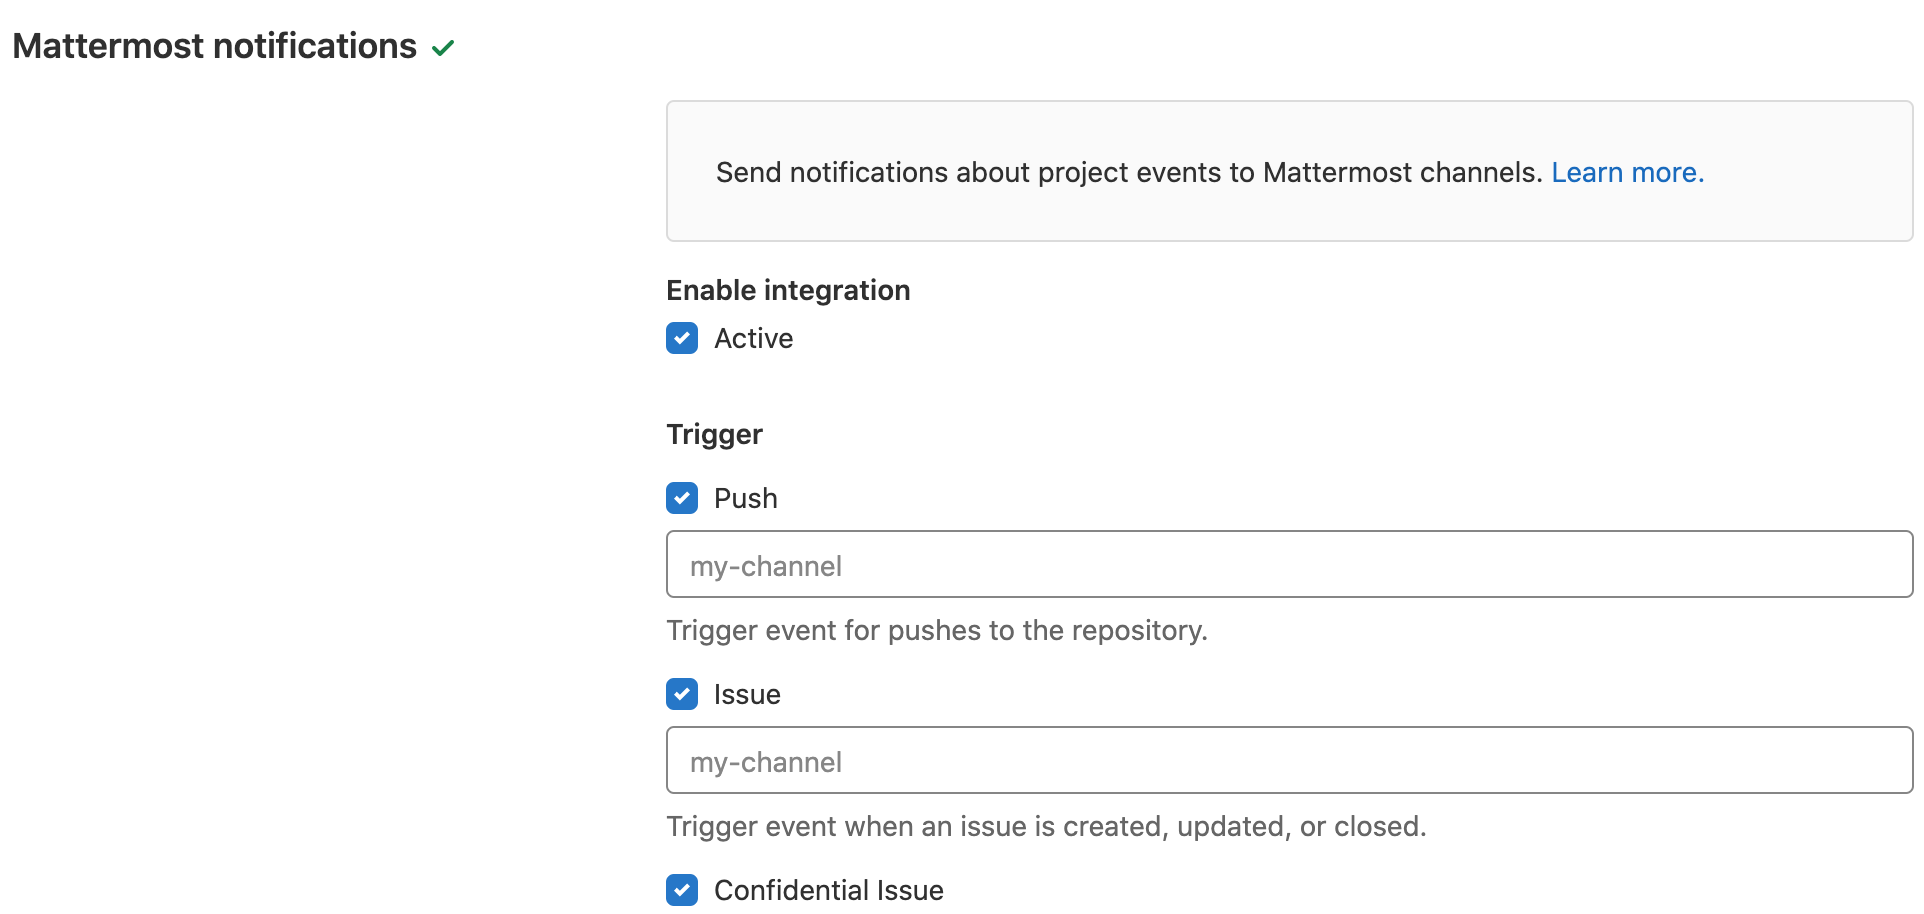 Mattermost notifications
Send notifications about project events to Mattermost channels. Learn more.
Enable integration
Active
Trigger
Push
my-channel
Trigger event for pushes to the repository.
Issue
my-channel
Trigger event when an issue is created, updated, or closed.
Confidential Issue